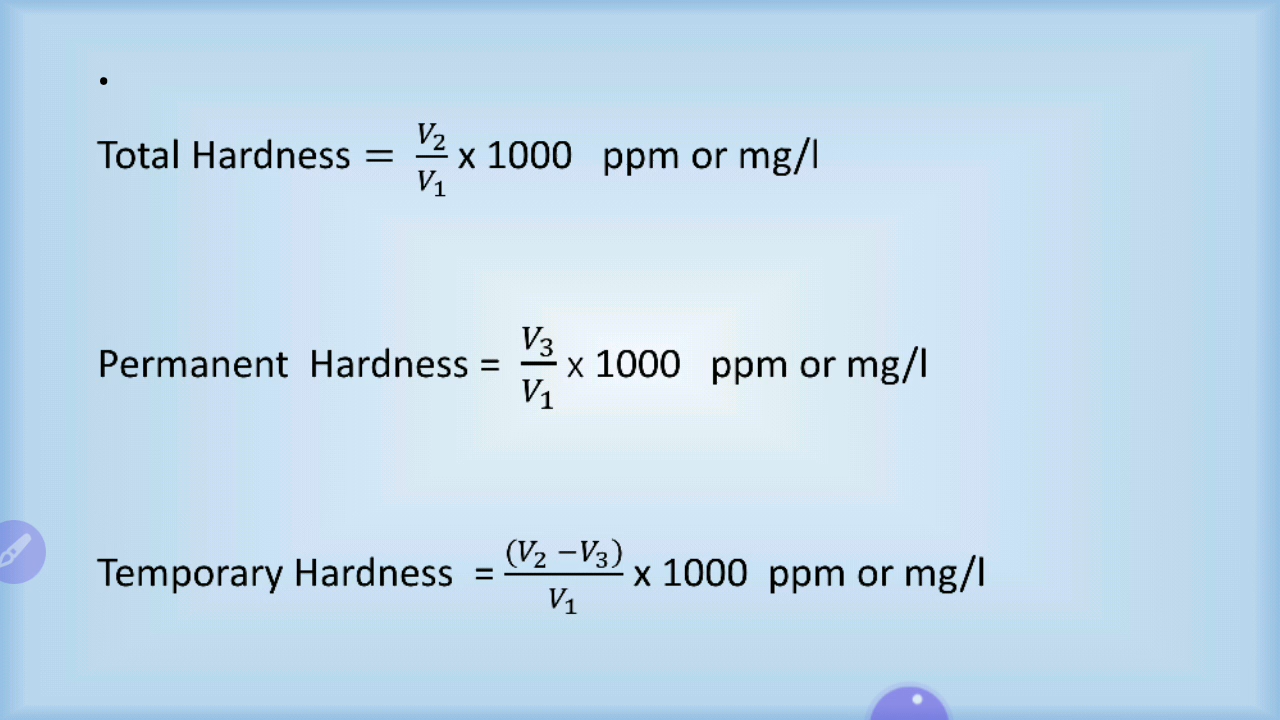 •
Total Hardness = V₂/V₁ x 1000 ppm or mg/l
Permanent Hardness = V₃/V₁ x 1000 ppm or mg/l
Temporary Hardness = (V₂ −V₃)/V₁ x 1000 ppm or mg/l